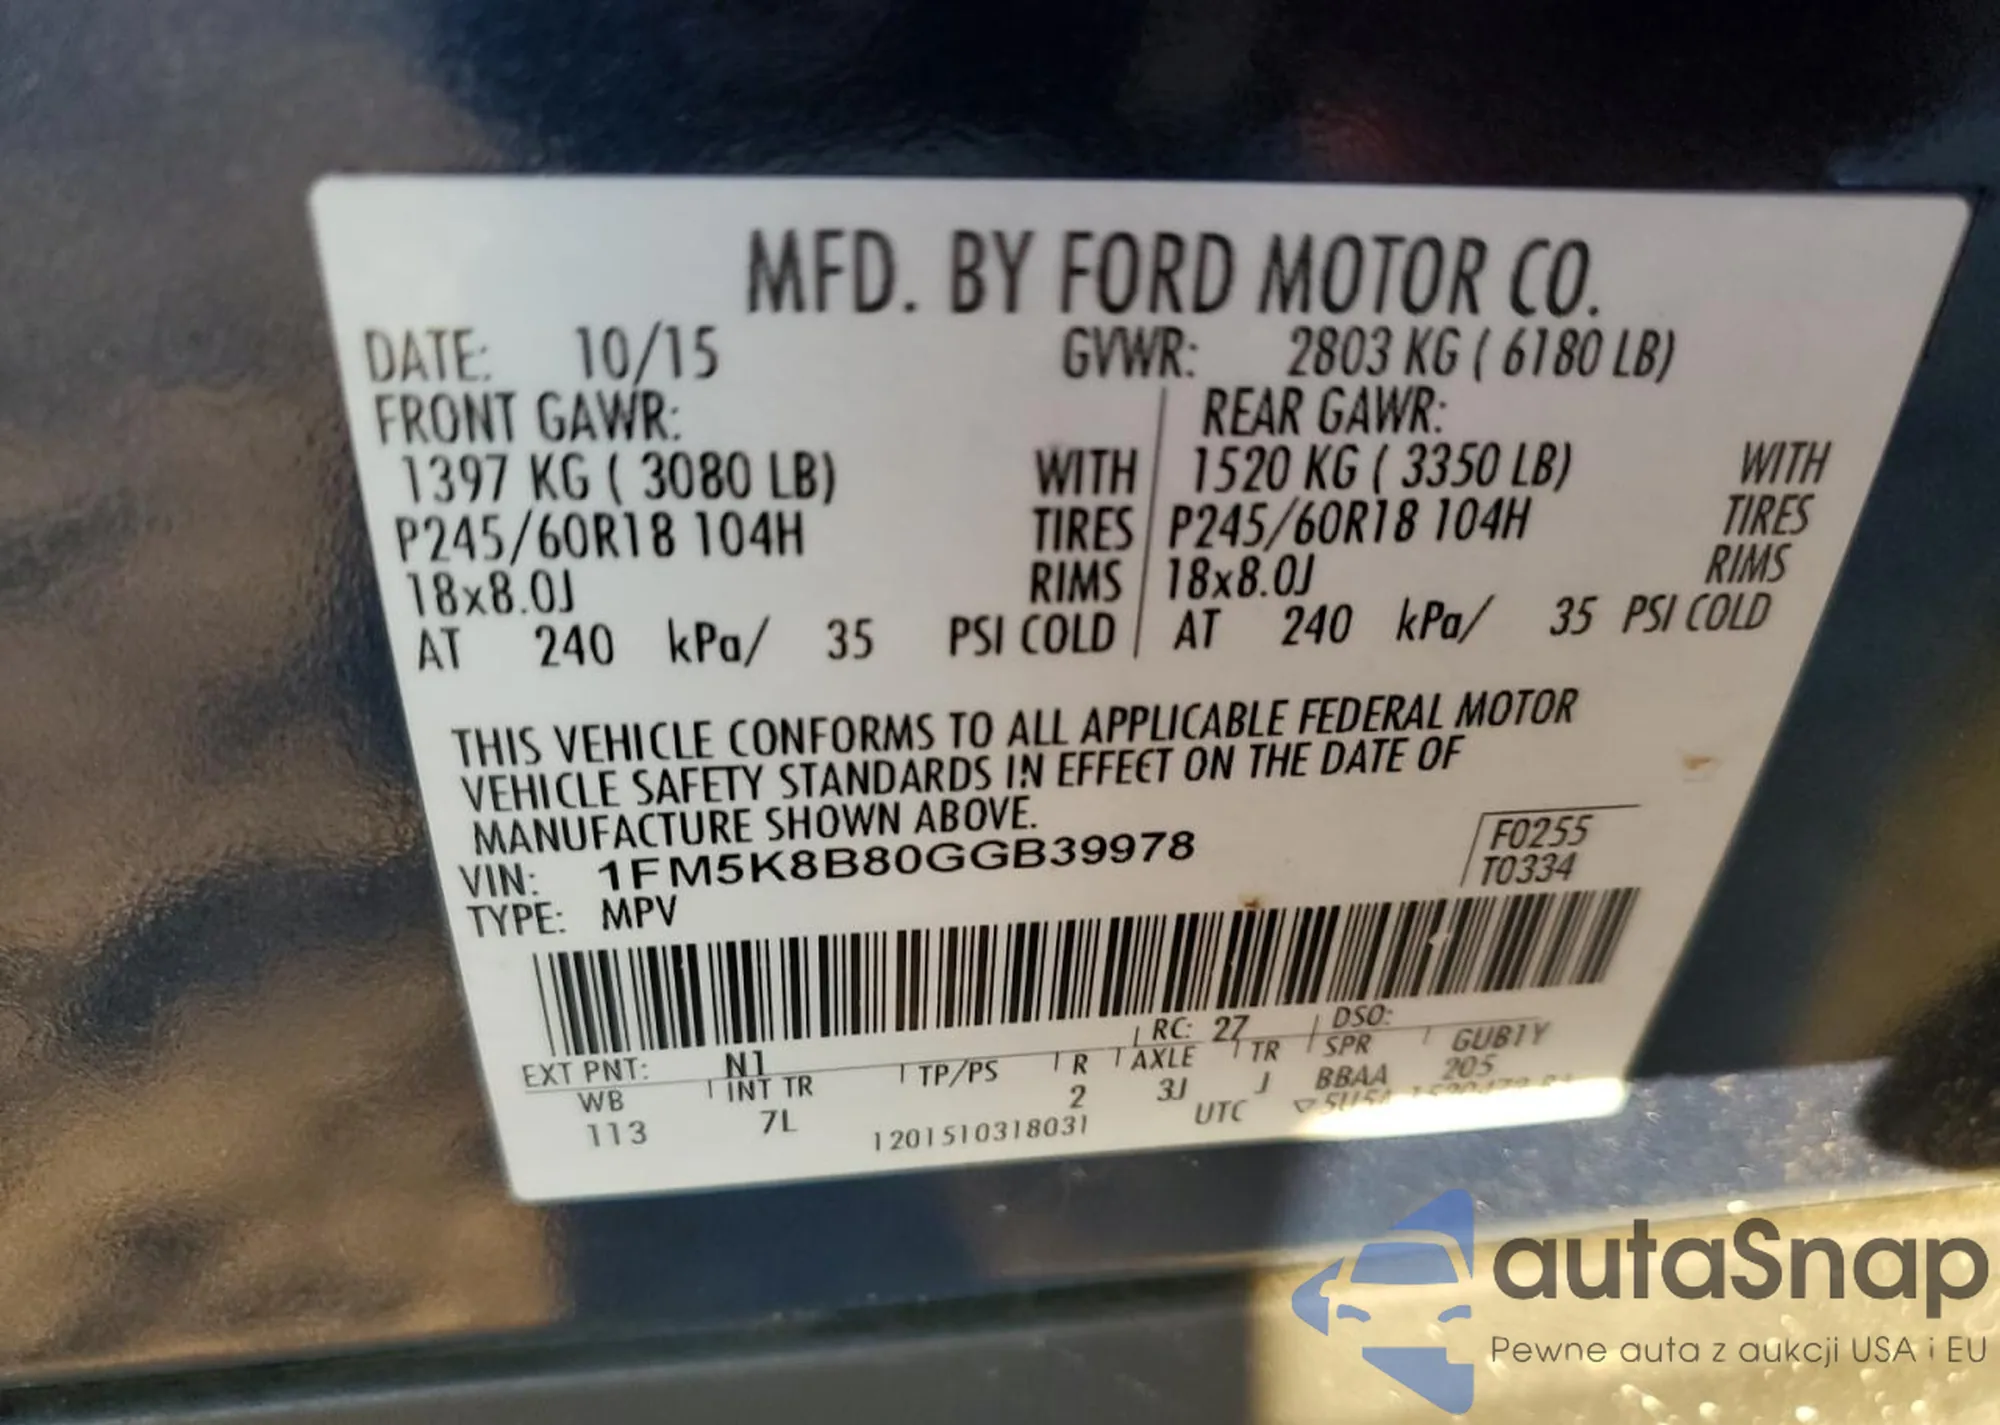 MFD. BY FORD MOTOR CO.
DATE: 10/15 GVWR: 2803 KG ( 6180 LB)
FRONT GAWR: REAR GAWR:
1397 KG ( 3080 LB) WITH 1520 KG ( 3350 LB) WITH
P245/60R18 104H TIRES P245/60R18 104H TIRES
18x8.0J RIMS 18x8.0J RIMS
AT 240 kPa/ 35 PSI COLD AT 240 kPa/ 35 PSI COLD
THIS VEHICLE CONFORMS TO ALL APPLICABLE FEDERAL MOTOR
VEHICLE SAFETY STANDARDS IN EFFECT ON THE DATE OF
MANUFACTURE SHOWN ABOVE.
VIN: 1FM5K8B80GGB39978
F0255
TYPE: MPV
T0334
EXT PNT: N1 RC: 27 DSO:
WB INT TR TP/PS R AXLE TR SPR GUB1Y
113 7L 2 3J J BBAA 205
1201510318031 UTC
autaSnap
Pewne auta z aukcji USA i EU